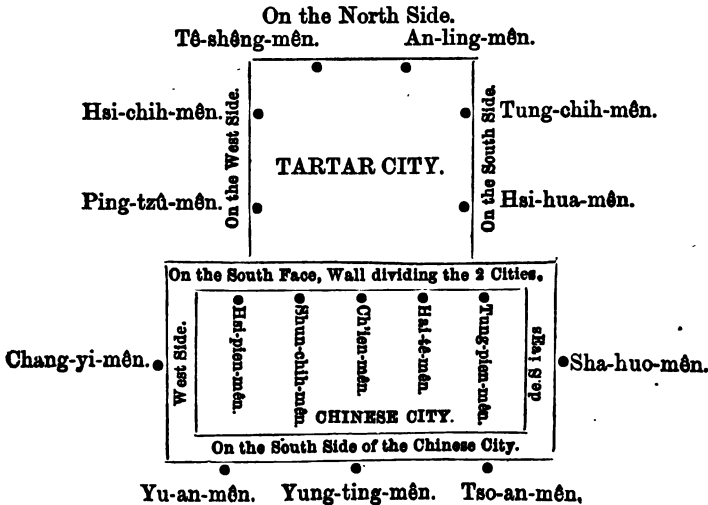 On the North Side.
Tê-shêng-mên. An-ling-mên.
Hsi-chih-mên. On the West Side. On the South Side. Tung-chih-mên.
TARTAR CITY.
Ping-tzû-mên. Hsi-hua-mên.
On the South Face, Wall dividing the 2 Cities.
Chang-yi-mên. West Side. Hsi-pien-mên. Shun-chih-mên. Ch'ien-mên. Hai-tê-mên. Tung-pien-mên. sEa i S'de Sha-huo-mên.
CHINESE CITY.
On the South Side of the Chinese City.
Yu-an-mên. Yung-ting-mên. Tso-an-mên,